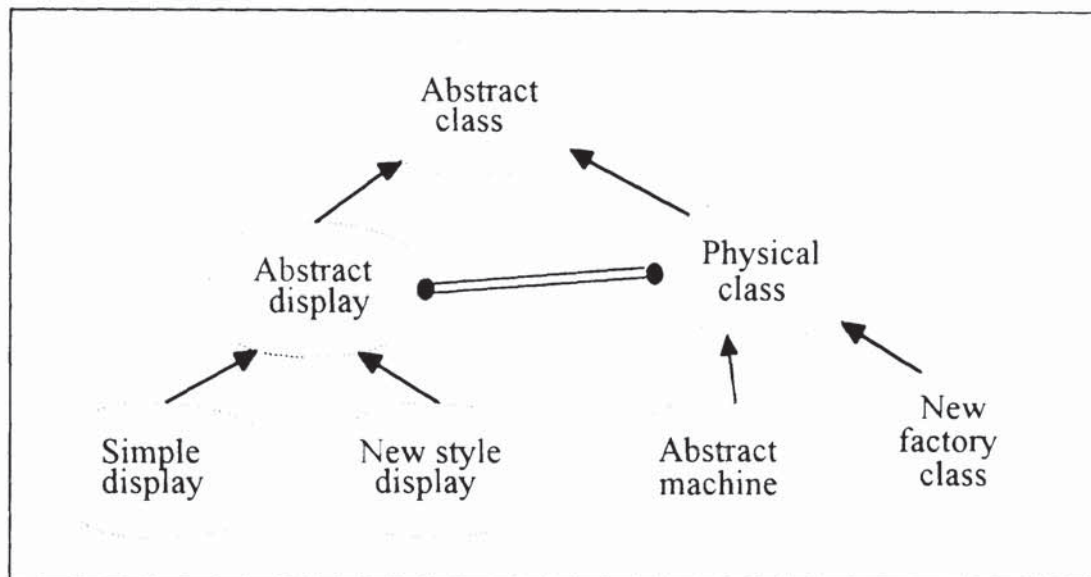 Abstract
class
Abstract
display
Physical
class
Simple
display
New style
display
Abstract
machine
New
factory
class